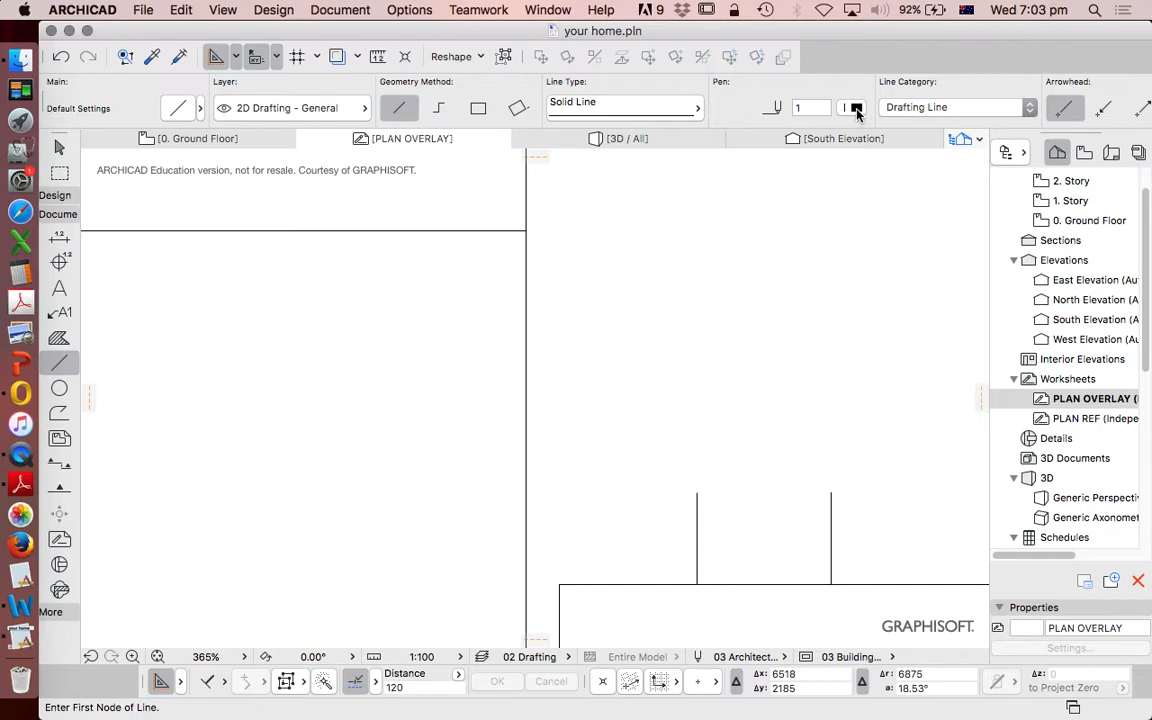 ARCHICAD File Edit View Design Document Options Teamwork Window Help 9 92% Wed 7:03 pm
your home.pln
Reshape
Main: Layer: Geometry Method: Line Type: Pen: Line Category: Arrowhead:
Default Settings 2D Drafting - General Solid Line 1 Drafting Line
[0. Ground Floor] [PLAN OVERLAY] [3D / All] [South Elevation]
ARCHICAD Education version, not for resale. Courtesy of GRAPHISOFT.
Design
Docume
1.2
1.2
A1
More
2. Story
1. Story
0. Ground Floor
Sections
Elevations
East Elevation (Au
North Elevation (A
South Elevation (A
West Elevation (Au
Interior Elevations
Worksheets
PLAN OVERLAY (I
PLAN REF (Indepe
Details
3D Documents
3D
Generic Perspecti
Generic Axonomet
Schedules
Properties
PLAN OVERLAY
Settings...
GRAPHISOFT.
365% 0.00° 1:100 02 Drafting Entire Model 03 Architect... 03 Building...
Distance
120
OK Cancel
Δx: 6518
Δy: 2185
Δr: 6875
a: 18.53°
Δz: 0
to Project Zero
Enter First Node of Line.